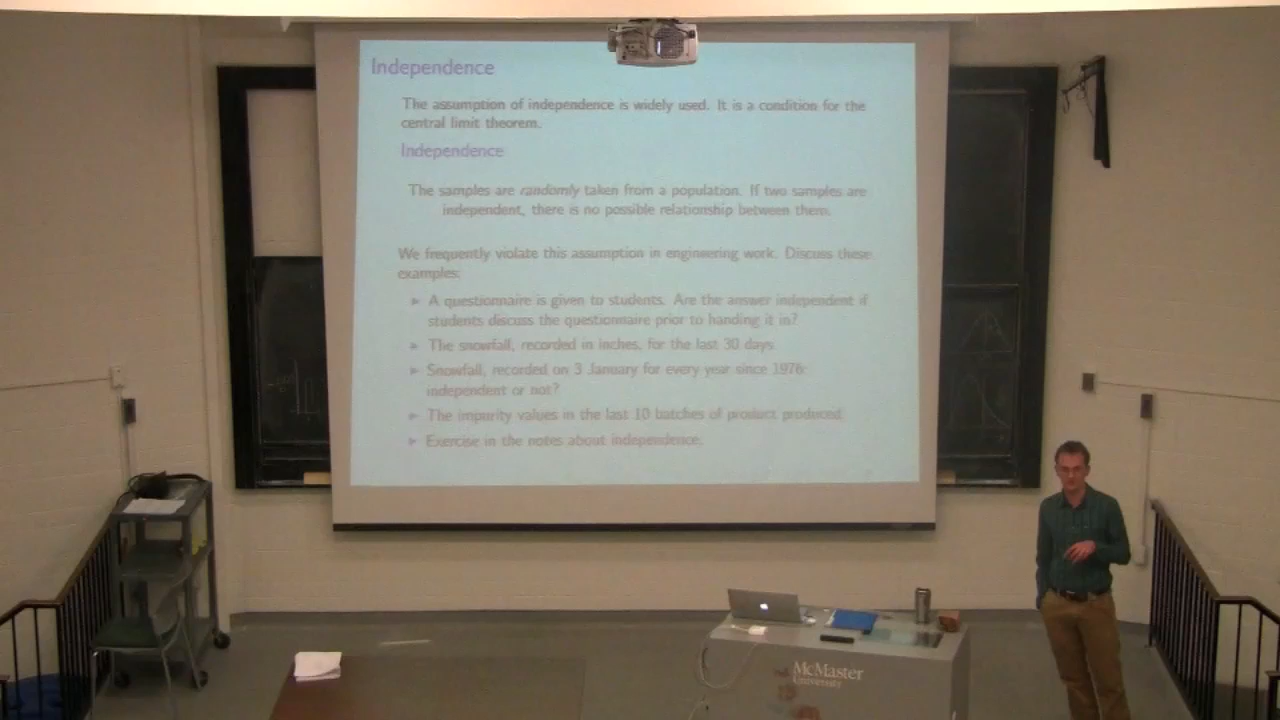 Independence
The assumption of independence is widely used. It is a condition for the
central limit theorem.
Independence
The samples are randomly taken from a population. If two samples are
independent, there is no possible relationship between them.
We frequently violate this assumption in engineering work. Discuss these
examples:
► A questionnaire is given to students. Are the answer independent if
students discuss the questionnaire prior to handing it in?
► The snowfall, recorded in inches, for the last 30 days
► Snowfall, recorded on 3 January for every year since 1976:
independent or not?
► The impurity values in the last 10 batches of product produced.
► Exercise in the notes about independence.
McMaster
University